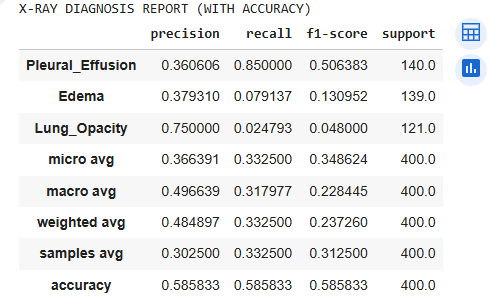 X-RAY DIAGNOSIS REPORT (WITH ACCURACY)
precision recall f1-score support
Pleural_Effusion 0.360606 0.850000 0.506383 140.0
Edema 0.379310 0.079137 0.130952 139.0
Lung_Opacity 0.750000 0.024793 0.048000 121.0
micro avg 0.366391 0.332500 0.348624 400.0
macro avg 0.496639 0.317977 0.228445 400.0
weighted avg 0.484897 0.332500 0.237260 400.0
samples avg 0.302500 0.332500 0.312500 400.0
accuracy 0.585833 0.585833 0.585833 400.0